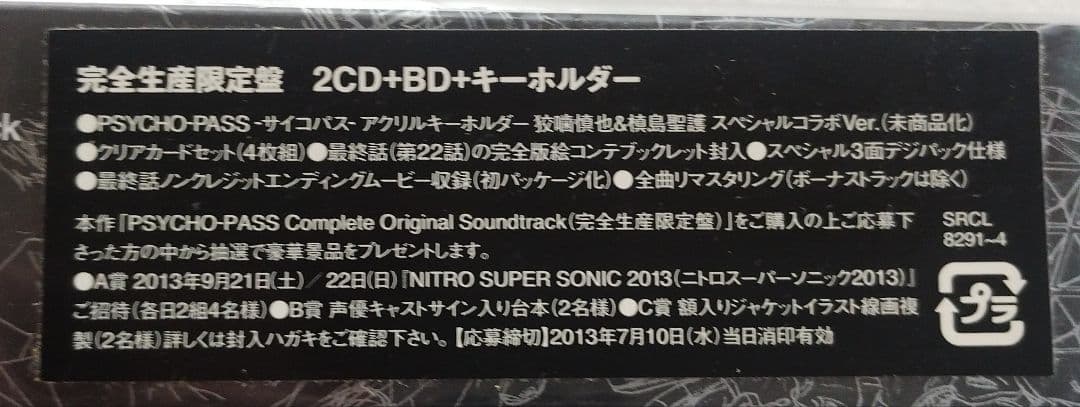 完全生産限定盤　2CD+BD+キーホルダー
●PSYCHO-PASS -サイコパス- アクリルキーホルダー 狡噛慎也&槙島聖護 スペシャルコラボVer.(未商品化)
●クリアカードセット(4枚組)●最終話(第22話)の完全版絵コンテブックレット封入●スペシャル3面デジパック仕様
●最終話ノンクレジットエンディングムービー収録(初パッケージ化)●全曲リマスタリング(ボーナストラックは除く)
本作『PSYCHO-PASS Complete Original Soundtrack(完全生産限定盤)』をご購入の上ご応募下
さった方の中から抽選で豪華景品をプレゼントします。
●A賞 2013年9月21日(土)／22日(日)『NITRO SUPER SONIC 2013(ニトロスーパーソニック2013)』
ご招待(各日2組4名様)●B賞 声優キャストサイン入り台本(2名様)●C賞 額入りジャケットイラスト線画複
製(2名様)詳しくは封入ハガキをご確認下さい。【応募締切】2013年7月10日(水)当日消印有効
SRCL
8291~4
プラ
k